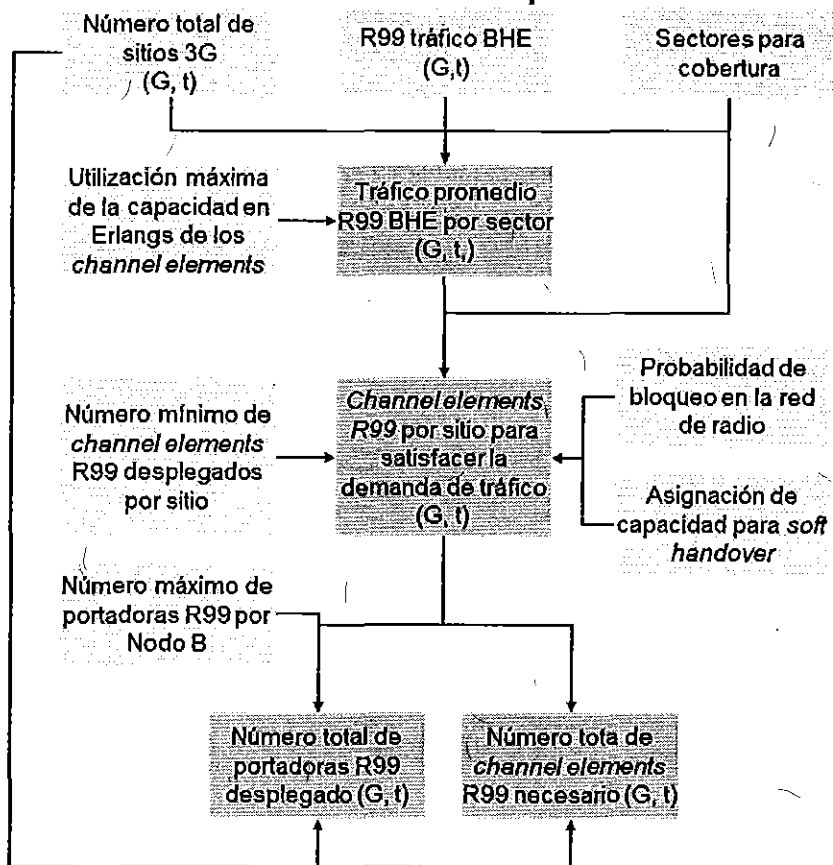 Número total de
sitios 3G
(G, t)
R99 tráfico BHE
(G,t)
Sectores para
cobertura
Utilización máxima
de la capacidad en
Erlangs de los
channel elements
Tráfico promedio
R99 BHE por sector
(G, t,)
Número mínimo de
channel elements
R99 desplegados
por sitio
Channel elements
R99 por sitio para
satisfacer la
demanda de tráfico
(G, t)
Probabilidad de
bloqueo en la red
de radio
Asignación de
capacidad para soft
handover
Número máximo de
portadoras R99 por
Nodo B
Número total de
portadoras R99
desplegado (G, t)
Número tota de
channel elements
R99 necesario (G, t)